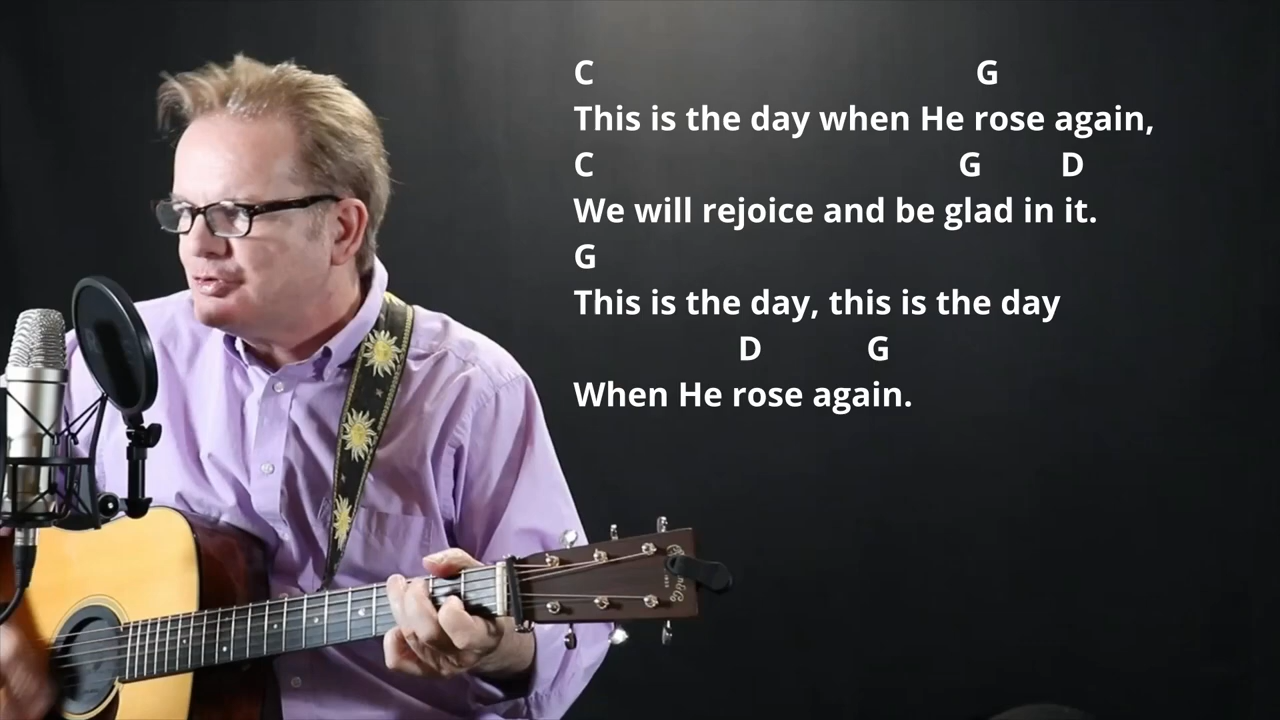 C G
This is the day when He rose again,
C G D
We will rejoice and be glad in it.
G
This is the day, this is the day
D G
When He rose again.